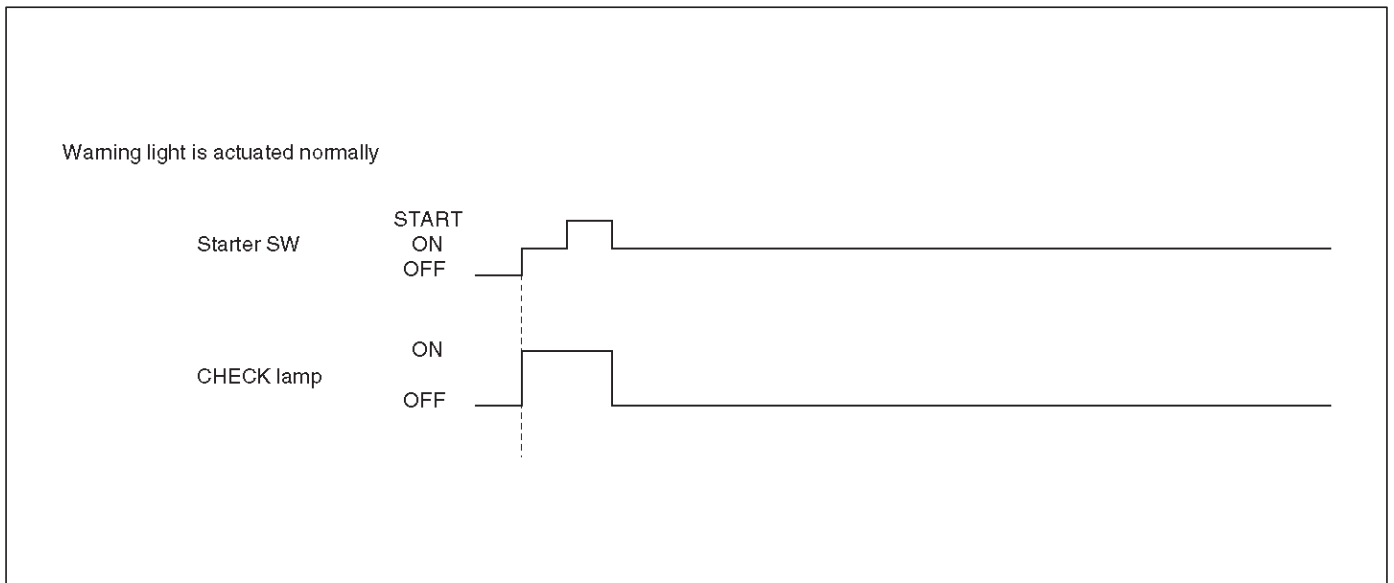 Warning light is actuated normally
START
Starter SW
ON
OFF
ON
CHECK lamp
OFF